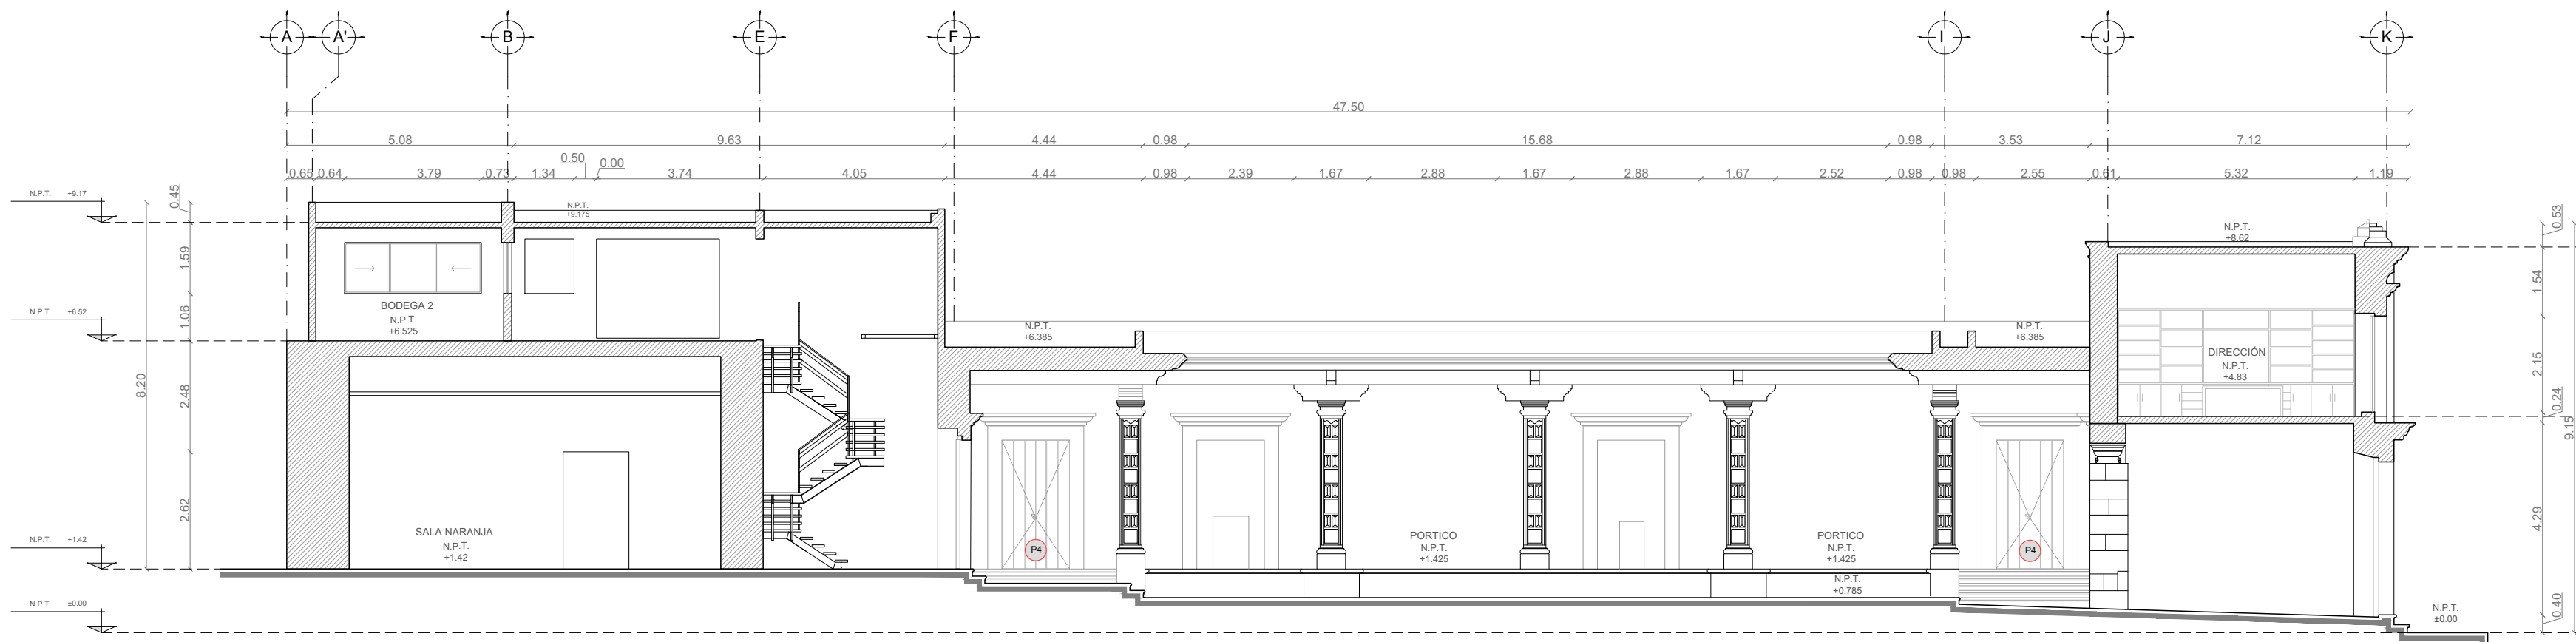 A A' B E F I J K
47.50
5.08 9.63 4.44 0.98 15.68 0.98 3.53 7.12
0.50 0.00
0.65 0.64 3.79 0.73 1.34 3.74 4.05 4.44 0.98 2.39 1.67 2.88 1.67 2.88 1.67 2.52 0.98 0.98 2.55 0.61 5.32 1.19
N.P.T. +9.17
0.45
N.P.T.
+9.175
0.53
N.P.T.
+8.62
1.59
1.54
BODEGA 2
N.P.T.
+6.525
N.P.T. +6.52
1.06
N.P.T.
+6.385
N.P.T.
+6.385
8.20
2.48
2.15
DIRECCIÓN
N.P.T.
+4.83
0.24
9.15
2.62
4.29
SALA NARANJA
N.P.T.
+1.42
N.P.T. +1.42
P4
PORTICO
N.P.T.
+1.425
PORTICO
N.P.T.
+1.425
P4
N.P.T.
+0.785
N.P.T. ±0.00
0.40
N.P.T.
±0.00